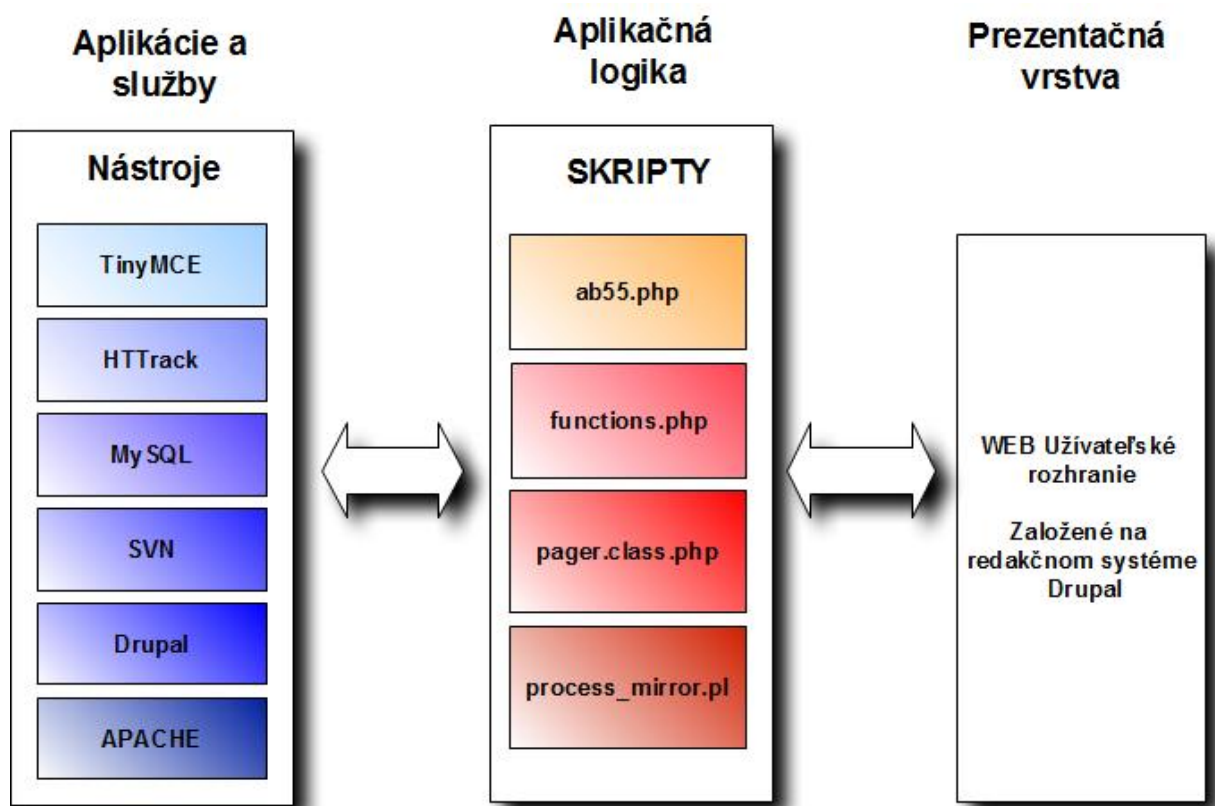 Aplikácie a
služby
Nástroje
TinyMCE
HTTrack
MySQL
SVN
Drupal
APACHE
Aplikačná
logika
SKRIPTY
ab55.php
functions.php
pager.class.php
process_mirror.pl
Prezentačná
vrstva
WEB Užívateľské
rozhranie
Založené na
redakčnom systéme
Drupal